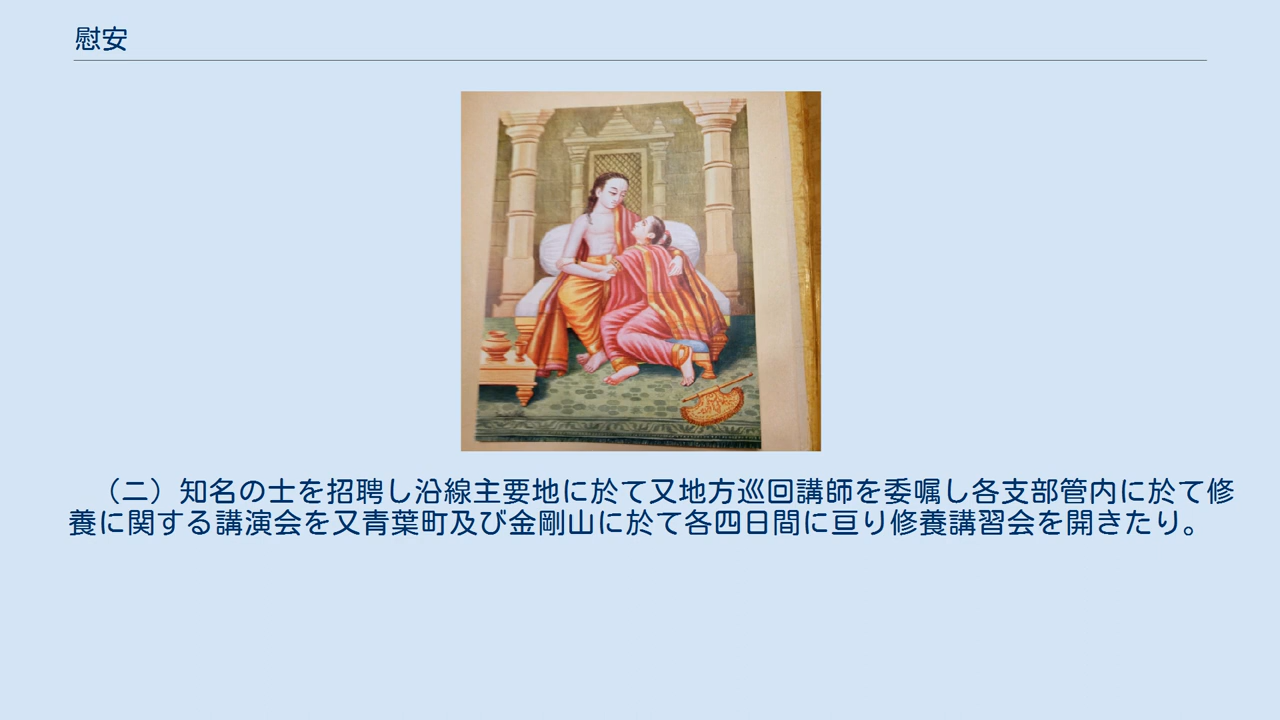 慰安
（二）知名の士を招聘し沿線主要地に於て又地方巡回講師を委嘱し各支部管内に於て修
養に関する講演会を又青葉町及び金剛山に於て各四日間に亘り修養講習会を開きたり。